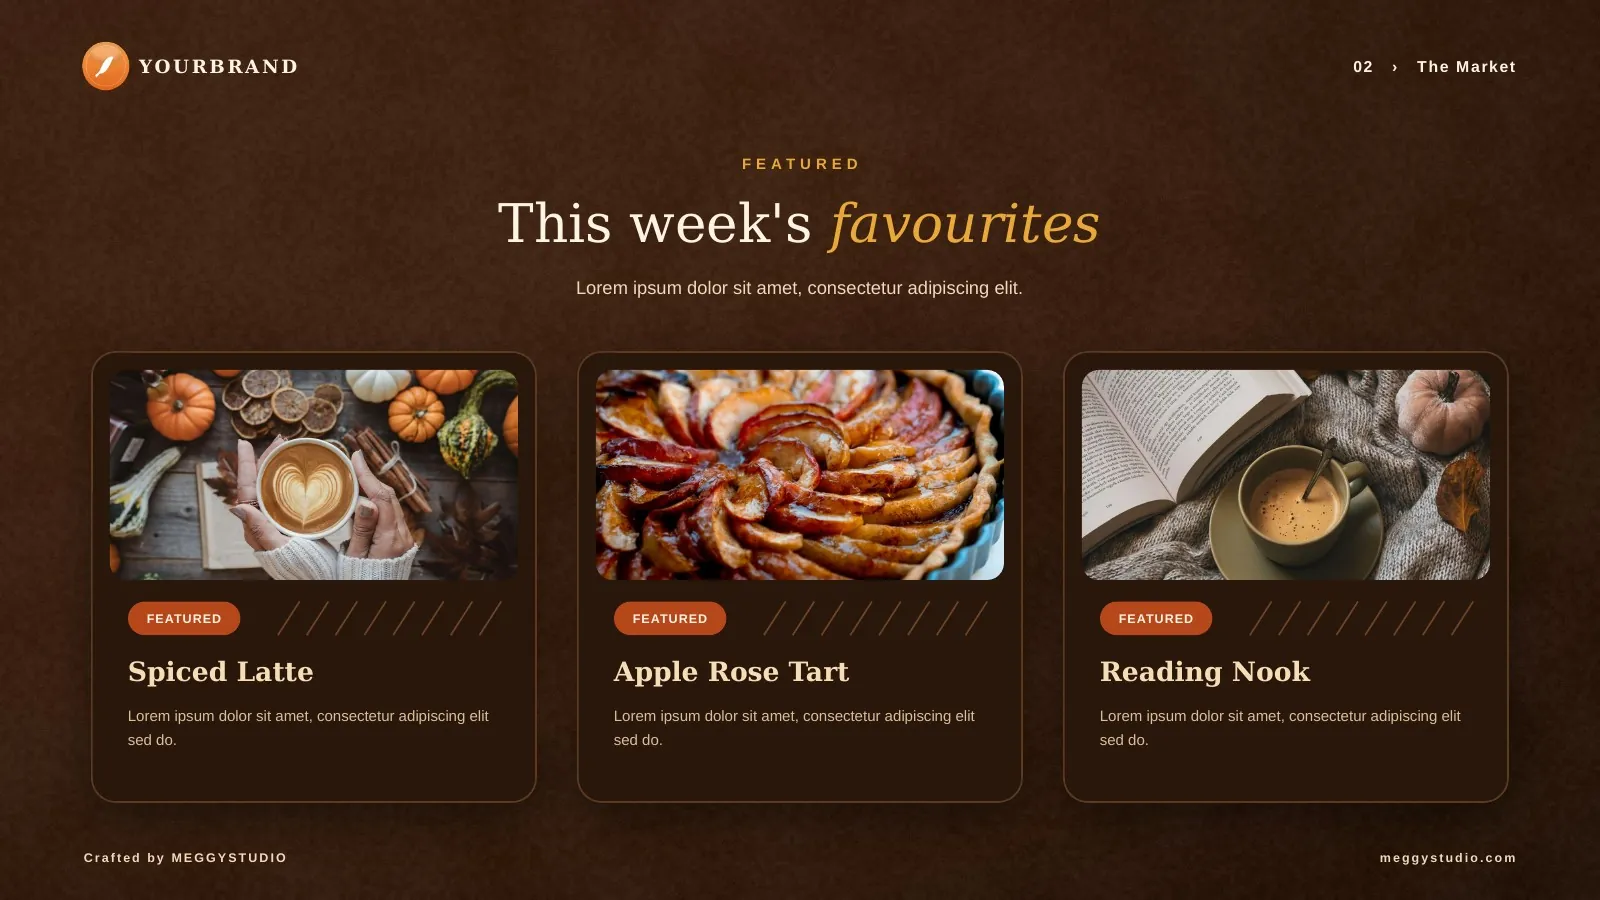 YOURBRAND
02 › The Market
FEATURED
This week's favourites
Lorem ipsum dolor sit amet, consectetur adipiscing elit.
FEATURED
Spiced Latte
Lorem ipsum dolor sit amet, consectetur adipiscing elit
sed do.
FEATURED
Apple Rose Tart
Lorem ipsum dolor sit amet, consectetur adipiscing elit
sed do.
FEATURED
Reading Nook
Lorem ipsum dolor sit amet, consectetur adipiscing elit
sed do.
Crafted by MEGGYSTUDIO
meggystudio.com